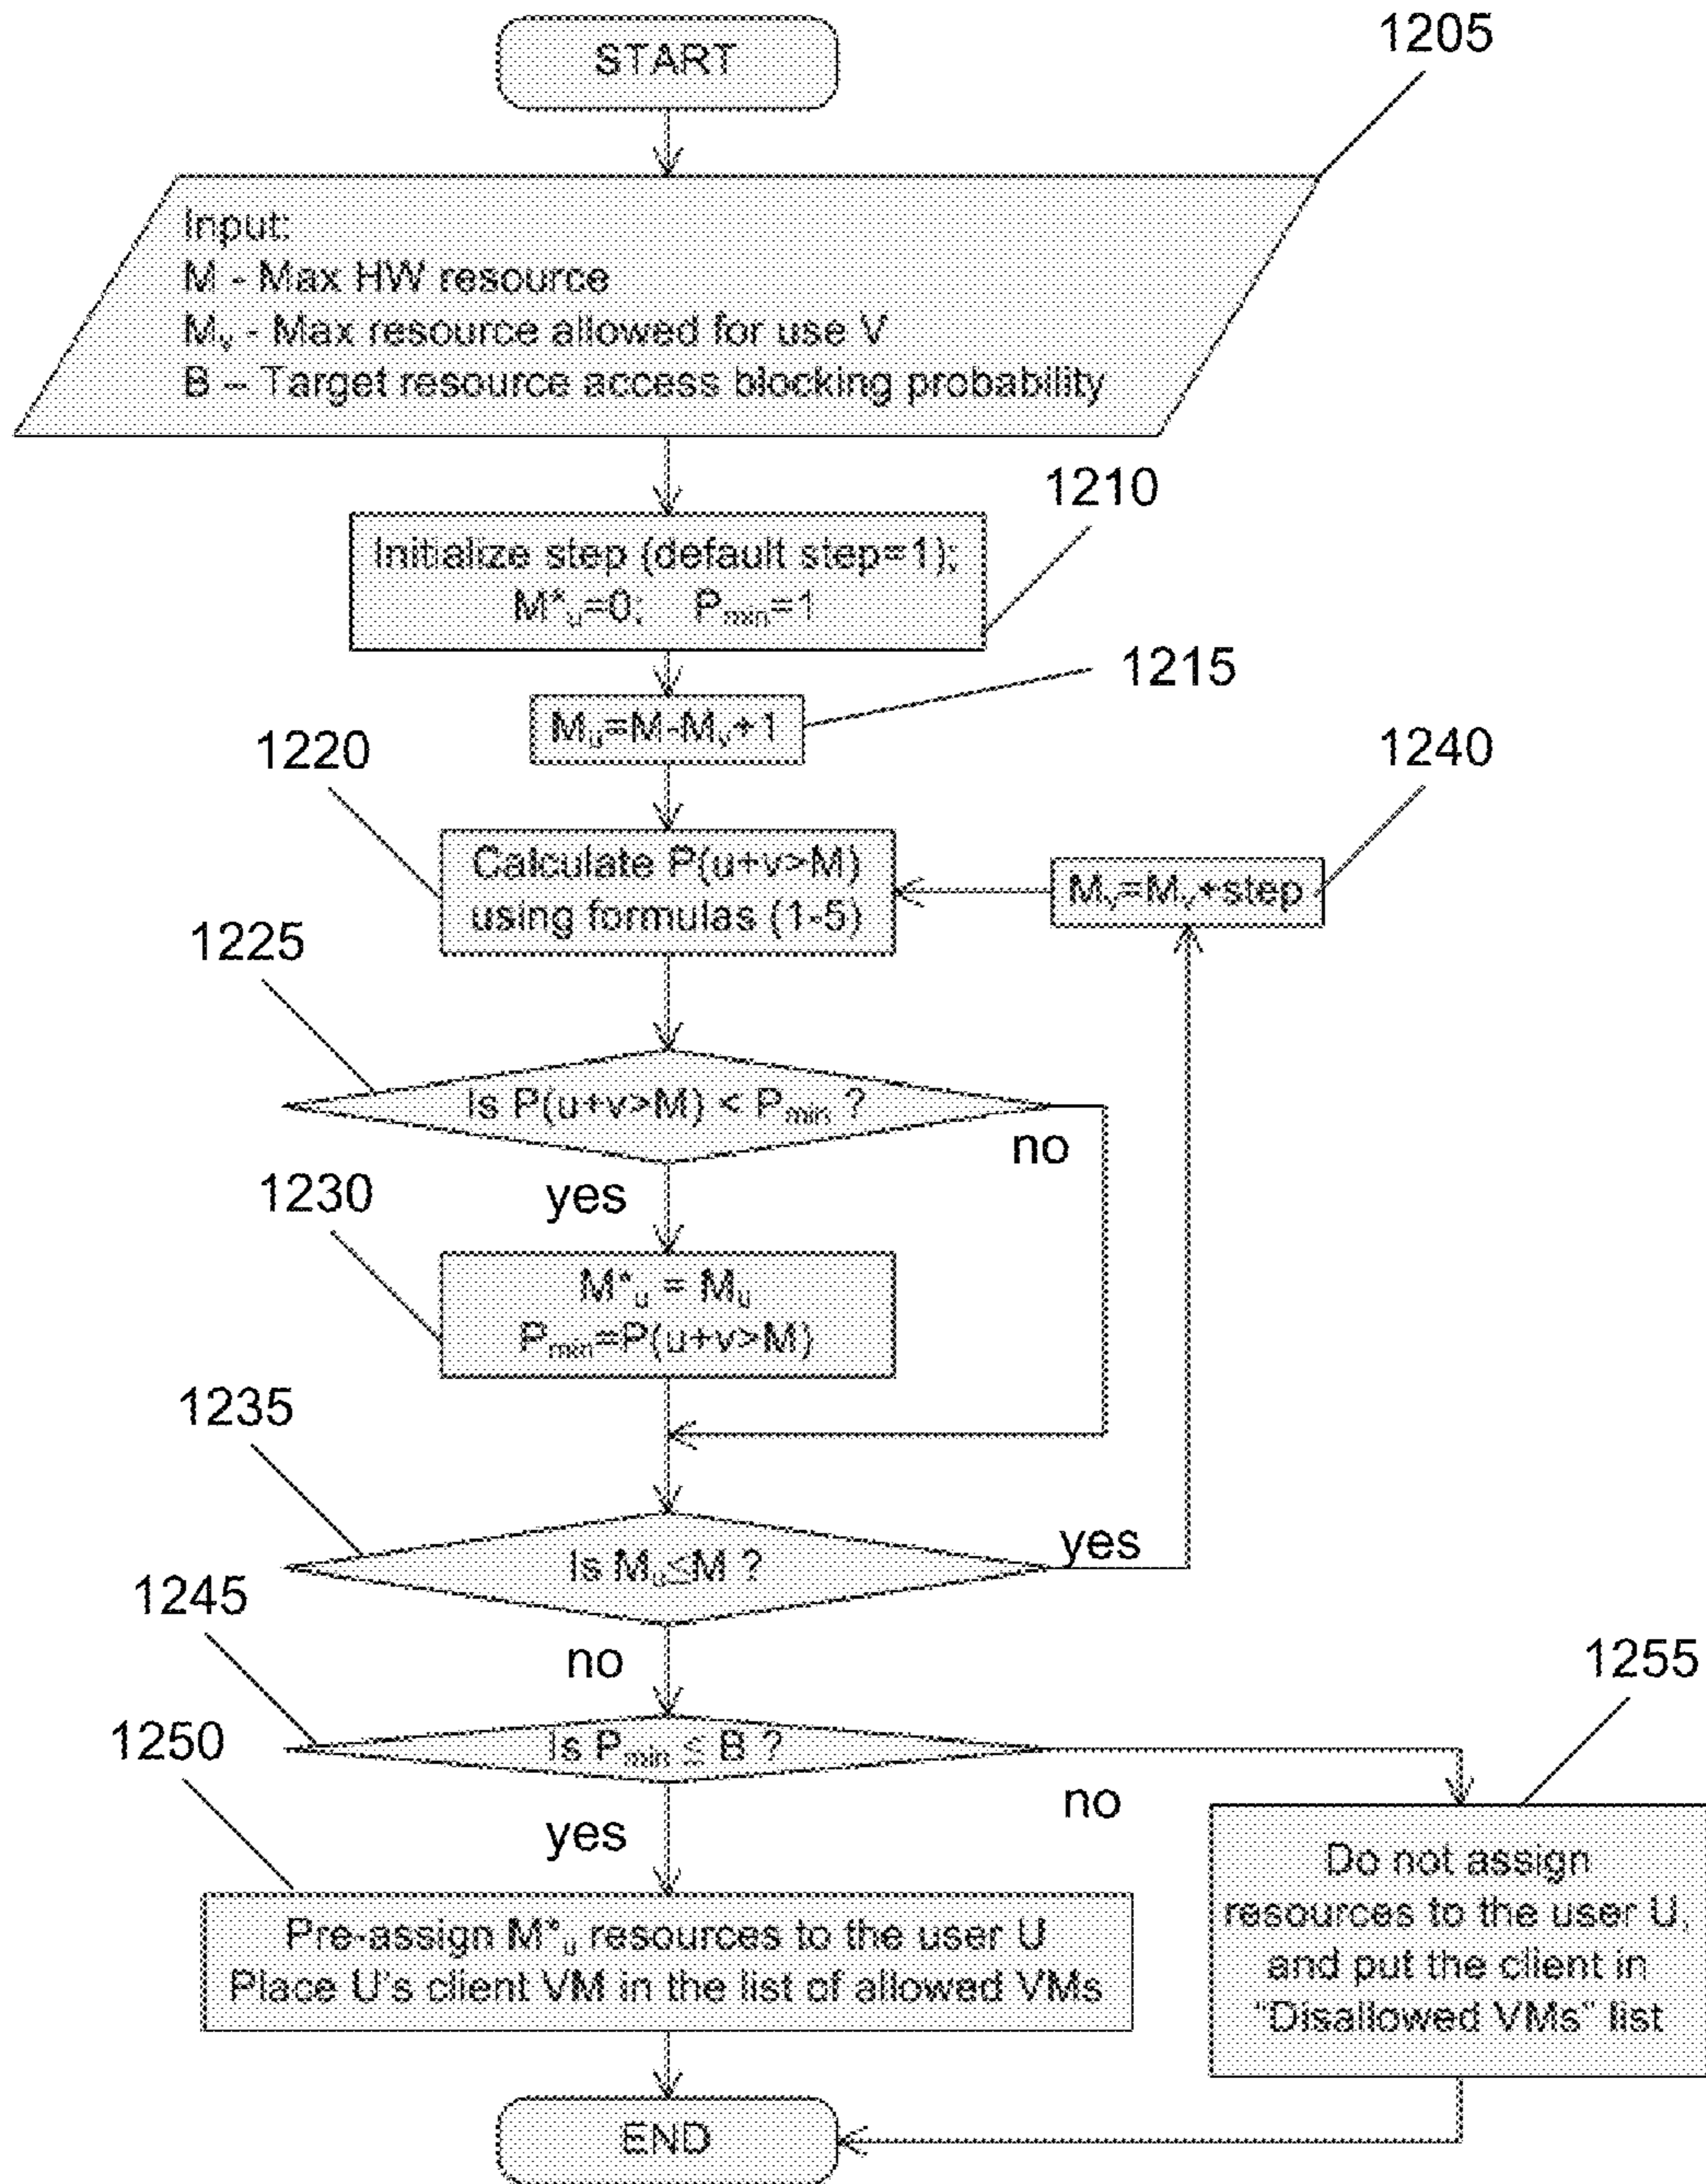 START
1205
Input:
M - Max HW resource
Mᵥ - Max resource allowed for use V
B – Target resource access blocking probability
1210
Initialize step (default step=1);
M*ᵤ=0; Pmin=1
1215
Mᵤ=M-Mᵥ+1
1220
1240
Calculate P(u+v>M)
using formulas (1-5)
Mᵥ=Mᵥ+step
1225
Is P(u+v>M) < Pmin ?
no
yes
1230
M*ᵤ = Mᵤ
Pmin=P(u+v>M)
1235
Is Mᵤ≤M ?
yes
1245
no
1255
1250
Is Pmin ≤ B ?
no
yes
Pre-assign M*ᵤ resources to the user U
Place U's client VM in the list of allowed VMs
Do not assign
resources to the user U,
and put the client in
"Disallowed VMs" list
END